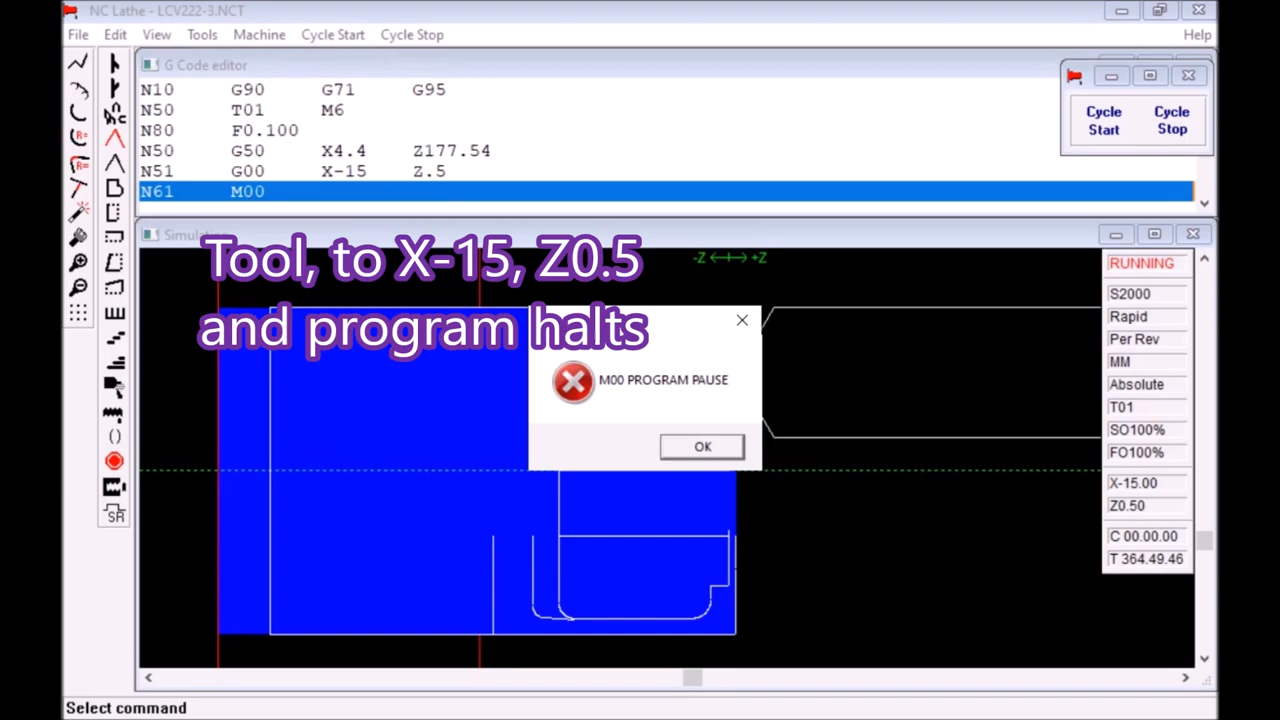 NC Lathe - LCV222-3.NCT
File Edit View Tools Machine Cycle Start Cycle Stop Help
G Code editor
N10 G90 G71 G95
N50 T01 M6
N80 F0.100
N50 G50 X4.4 Z177.54
N51 G00 X-15 Z.5
N61 M00
Cycle Start
Cycle Stop
Simulation
Tool, to X-15, Z0.5
and program halts
-Z +Z
M00 PROGRAM PAUSE
OK
RUNNING
S2000
Rapid
Per Rev
MM
Absolute
T01
SO100%
FO100%
X-15.00
Z0.50
C 00.00.00
T 364.49.46
R=
R=
()
SR
Select command